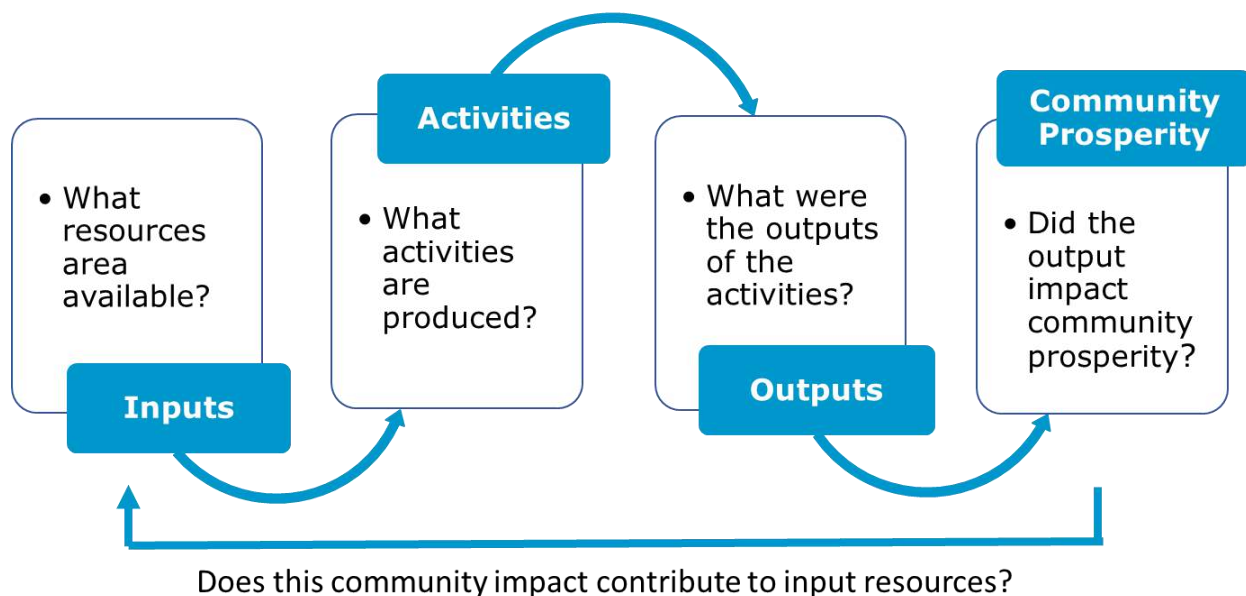 • What
resources
area
available?
Inputs
Activities
• What
activities
are
produced?
• What were
the outputs
of the
activities?
Outputs
Community
Prosperity
• Did the
output
impact
community
prosperity?
Does this community impact contribute to input resources?